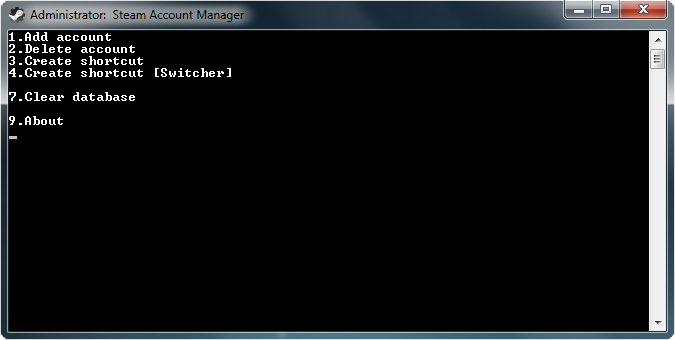 Administrator:  Steam Account Manager
1.Add account
2.Delete account
3.Create shortcut
4.Create shortcut [Switcher]
7.Clear database
9.About